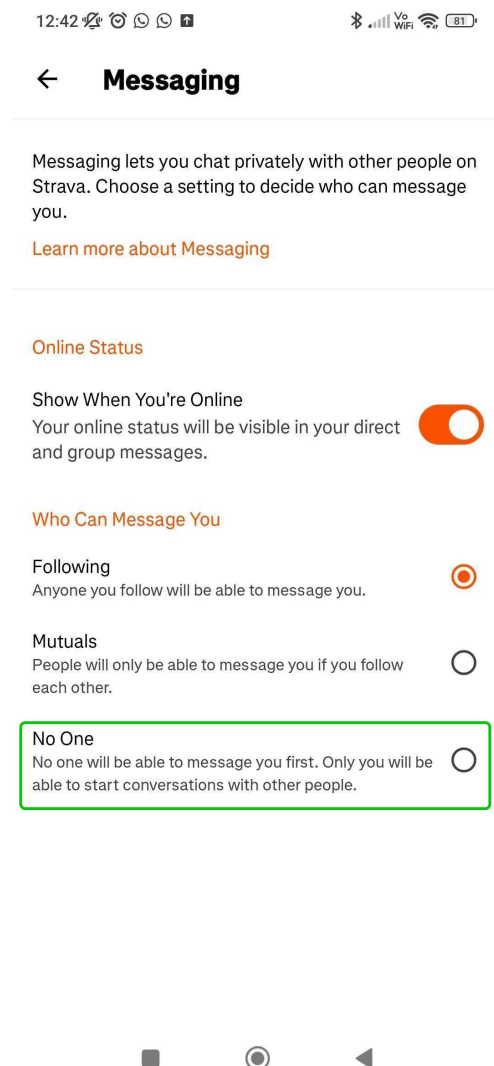 12:42
Vo
WiFi
81
Messaging
Messaging lets you chat privately with other people on
Strava. Choose a setting to decide who can message
you.
Learn more about Messaging
Online Status
Show When You're Online
Your online status will be visible in your direct
and group messages.
Who Can Message You
Following
Anyone you follow will be able to message you.
Mutuals
People will only be able to message you if you follow
each other.
No One
No one will be able to message you first. Only you will be
able to start conversations with other people.